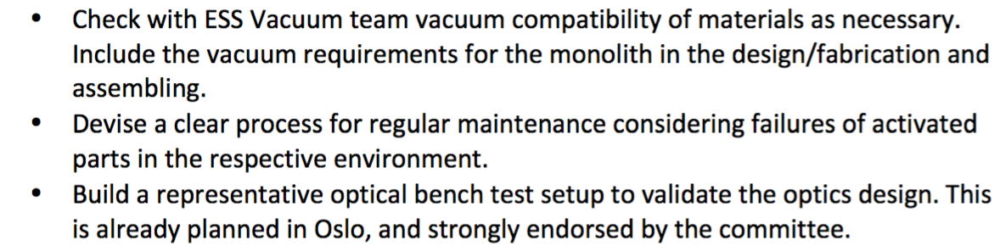 • Check with ESS Vacuum team vacuum compatibility of materials as necessary.
Include the vacuum requirements for the monolith in the design/fabrication and
assembling.
• Devise a clear process for regular maintenance considering failures of activated
parts in the respective environment.
• Build a representative optical bench test setup to validate the optics design. This
is already planned in Oslo, and strongly endorsed by the committee.